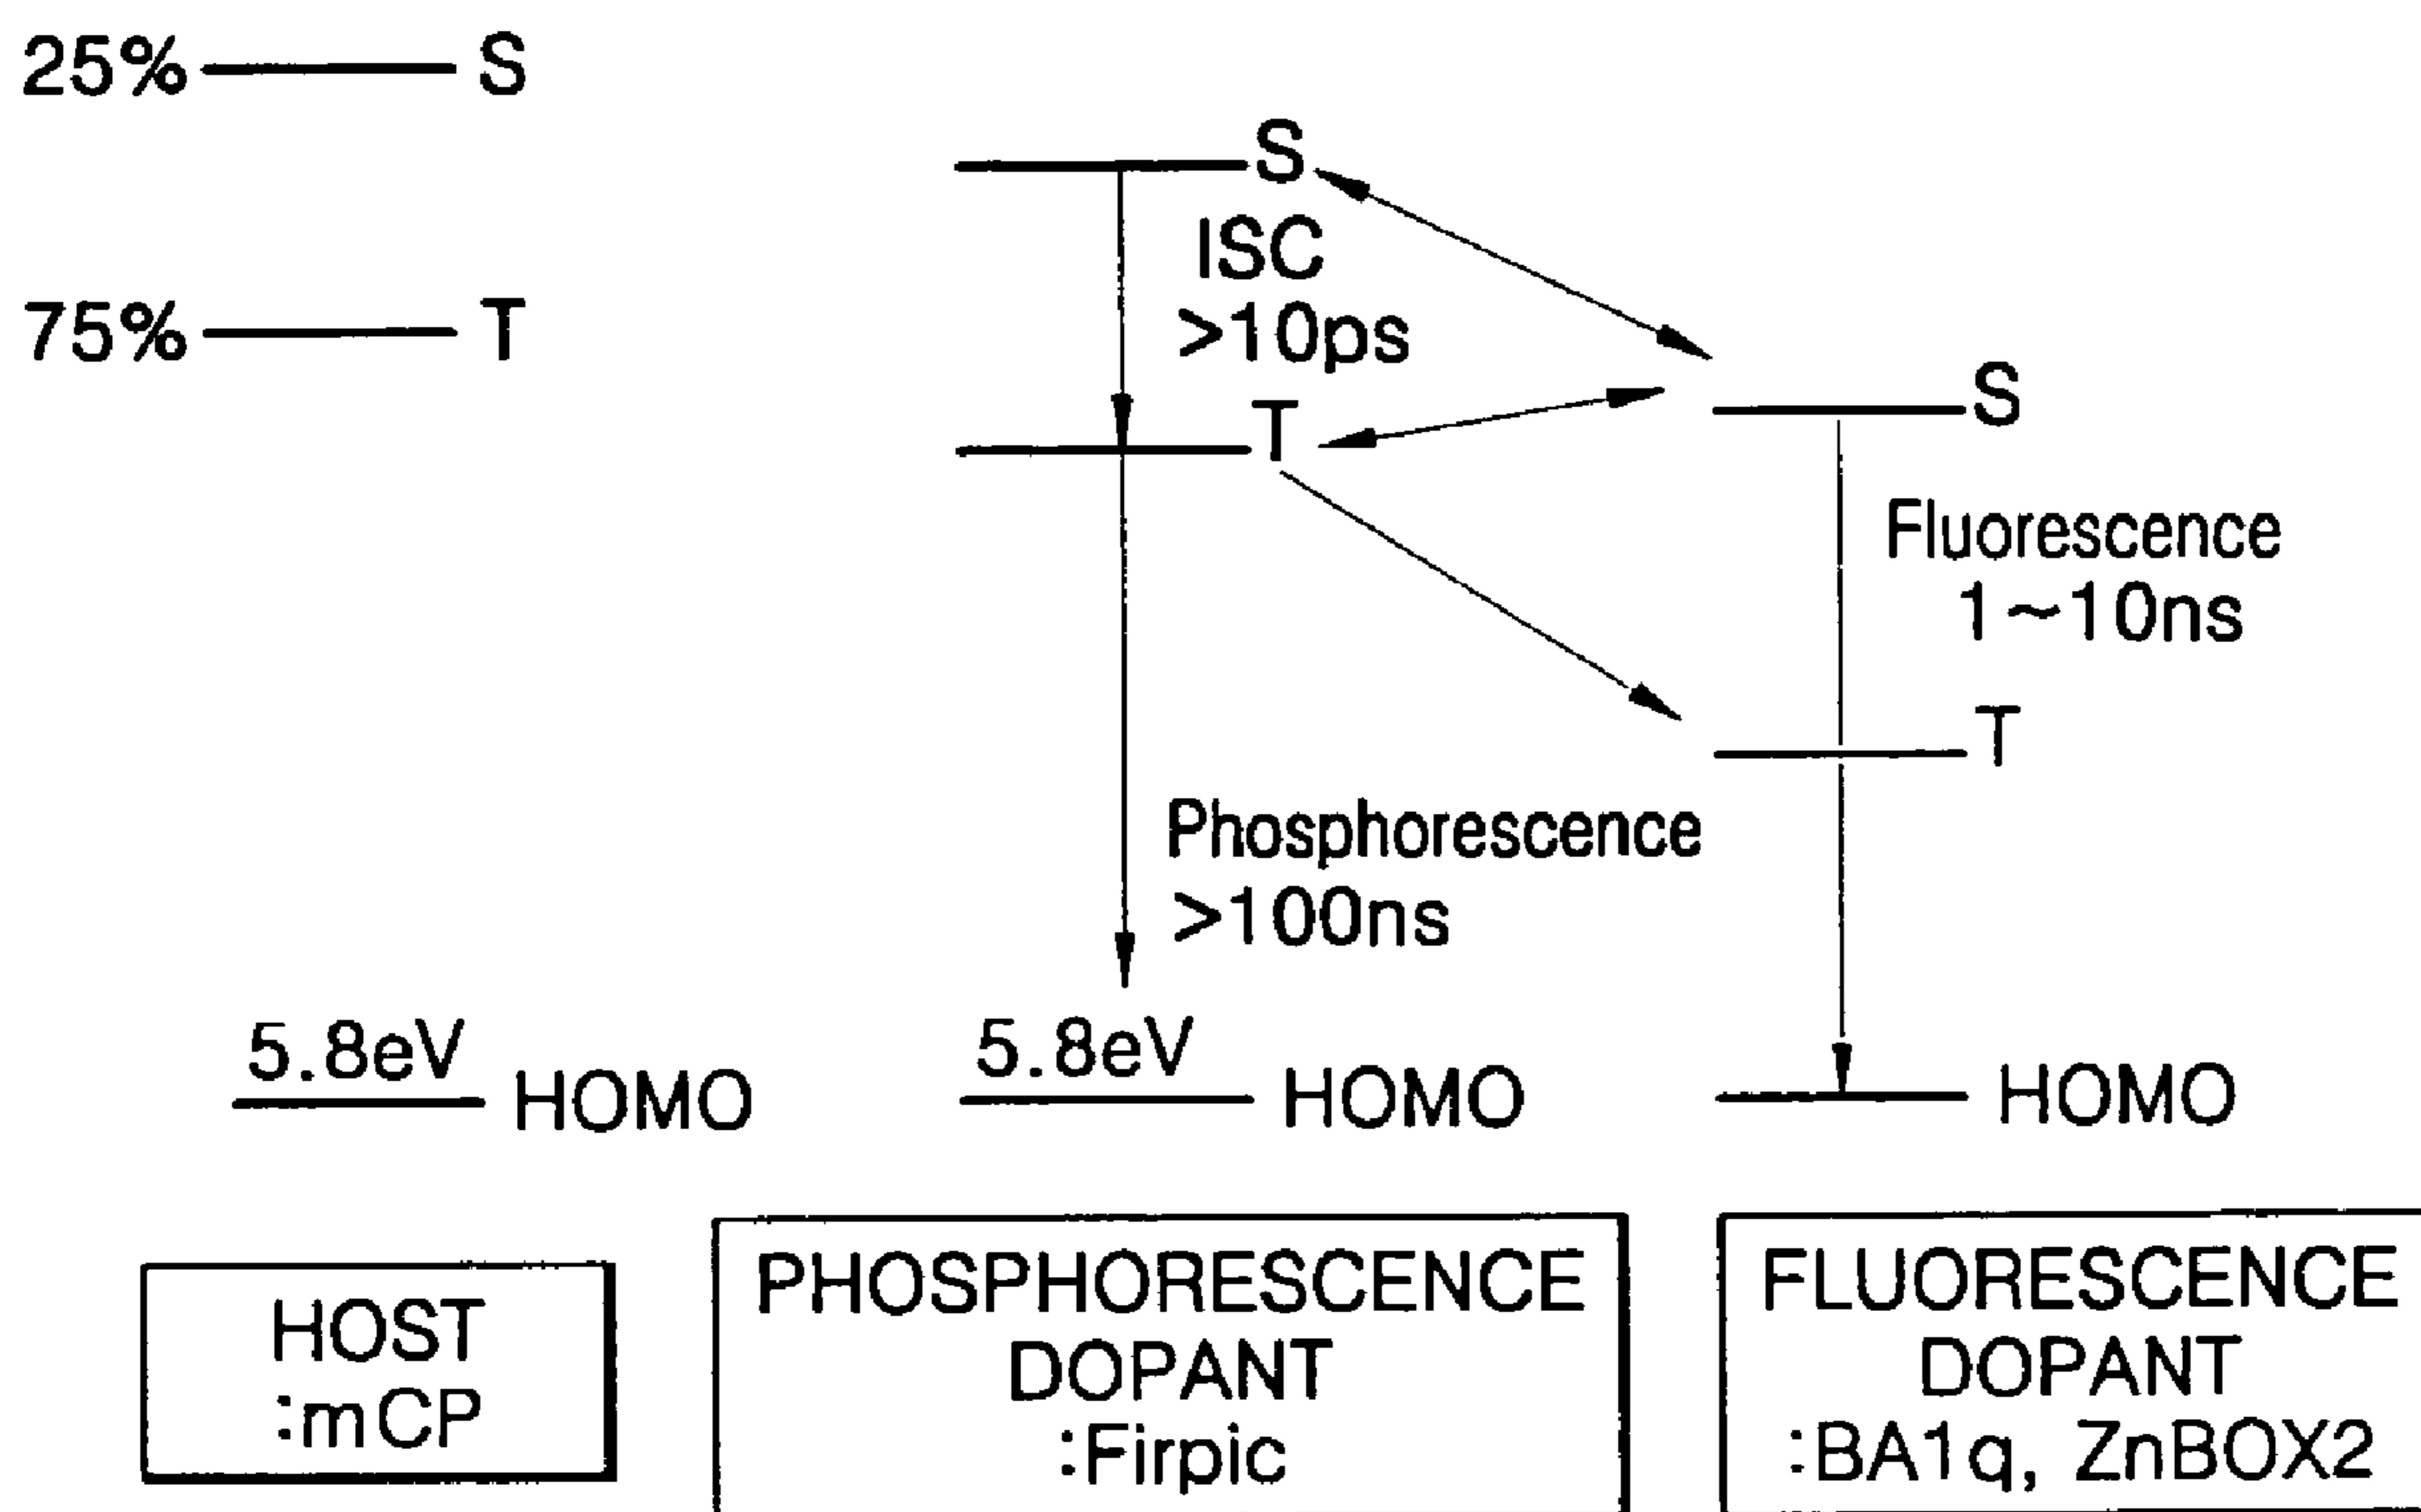 25% S
S
ISC
>10ps
75% T
T
S
Fluorescence
1~10ns
T
Phosphorescence
>100ns
5.8eV
HOMO
5.8eV
HOMO
HOMO
HOST
:mCP
PHOSPHORESCENCE
DOPANT
:Firpic
FLUORESCENCE
DOPANT
:BA1q, ZnBOX2